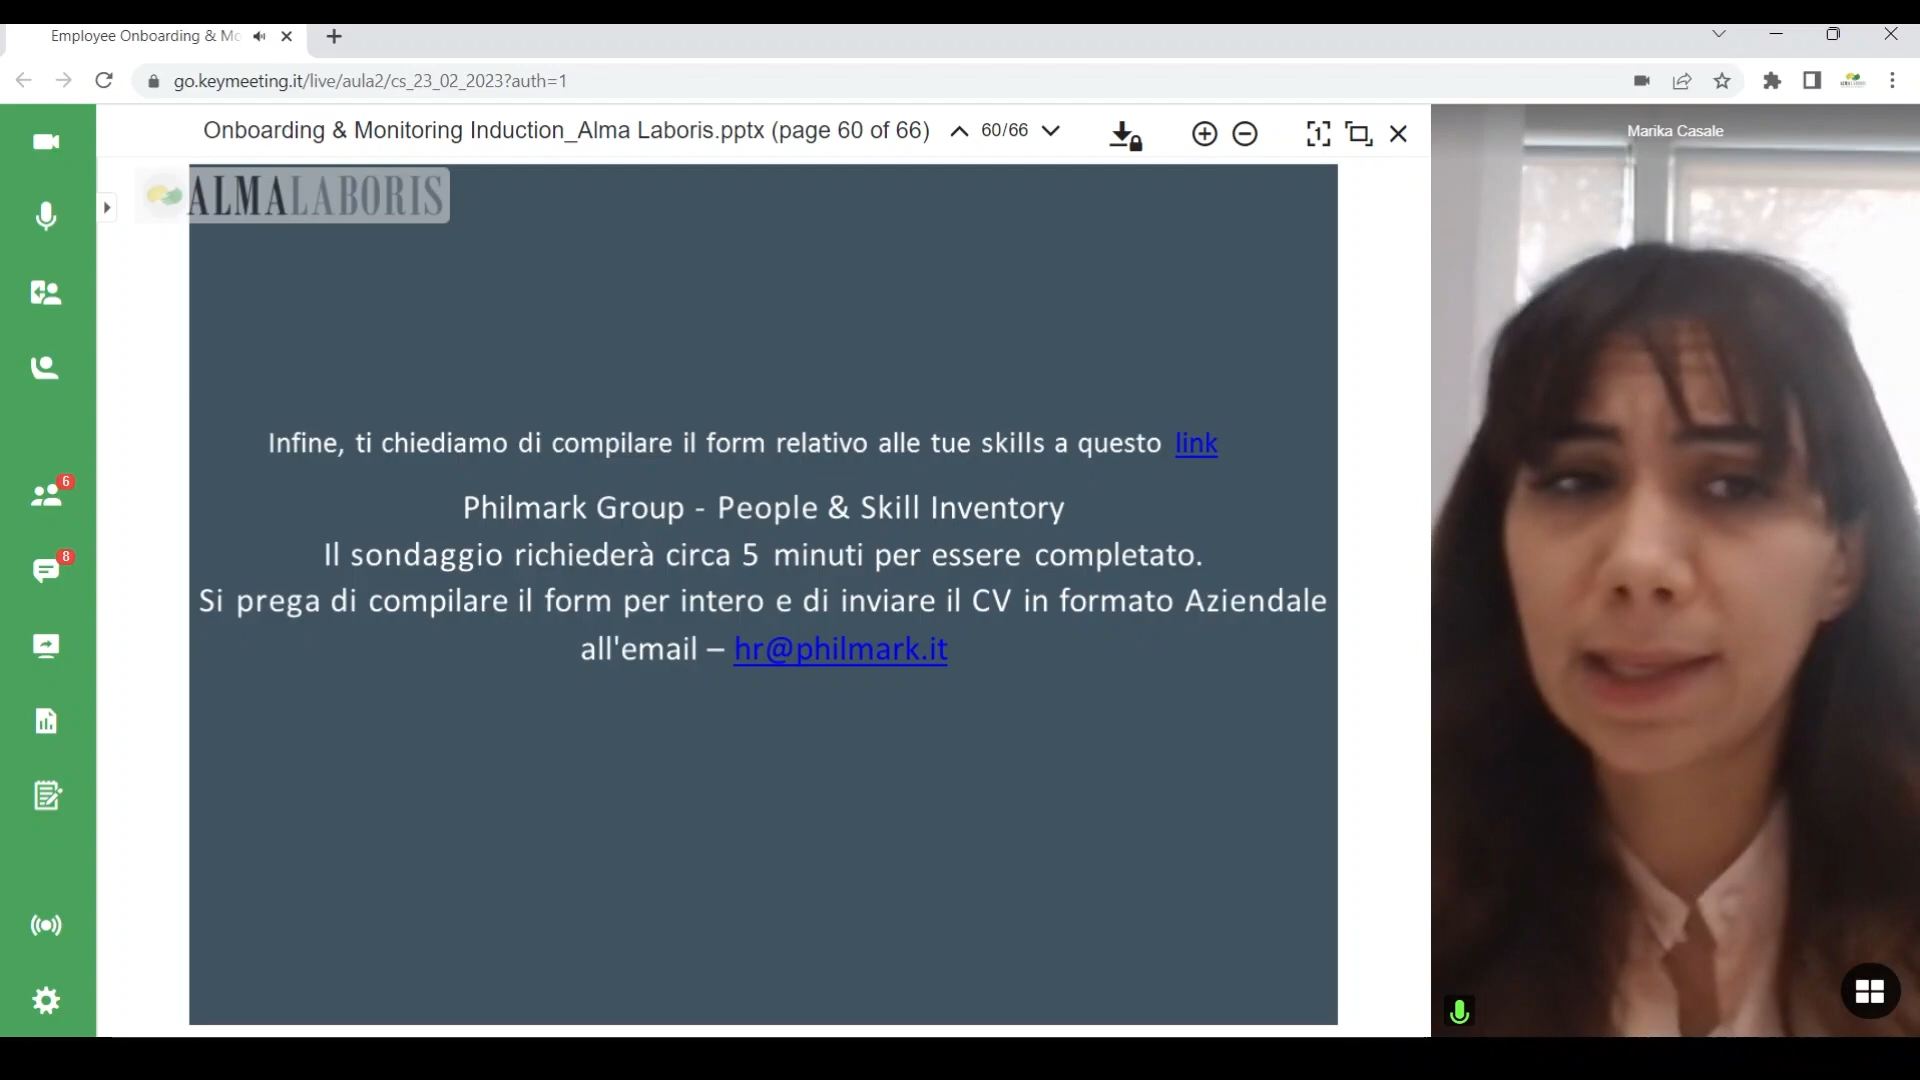 Employee Onboarding & Mo
go.keymeeting.it/live/aula2/cs_23_02_2023?auth=1
Onboarding & Monitoring Induction_Alma Laboris.pptx (page 60 of 66) 60/66
Marika Casale
ALMALABORIS
Infine, ti chiediamo di compilare il form relativo alle tue skills a questo link
Philmark Group - People & Skill Inventory
Il sondaggio richiederà circa 5 minuti per essere completato.
Si prega di compilare il form per intero e di inviare il CV in formato Aziendale
all'email – hr@philmark.it
6
8